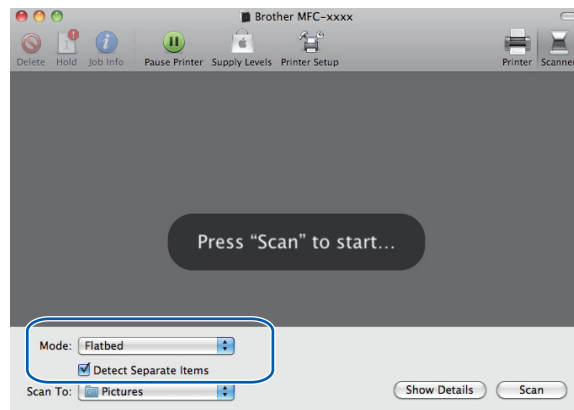 Brother MFC-xxxx
Delete Hold Job Info Pause Printer Supply Levels Printer Setup Printer Scanner
Press “Scan” to start...
Mode: Flatbed
Detect Separate Items
Scan To: Pictures Show Details Scan